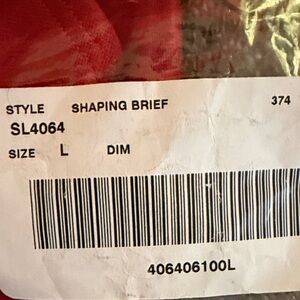 STYLE SHAPING BRIEF 374
SL4064
SIZE L DIM
406406100L